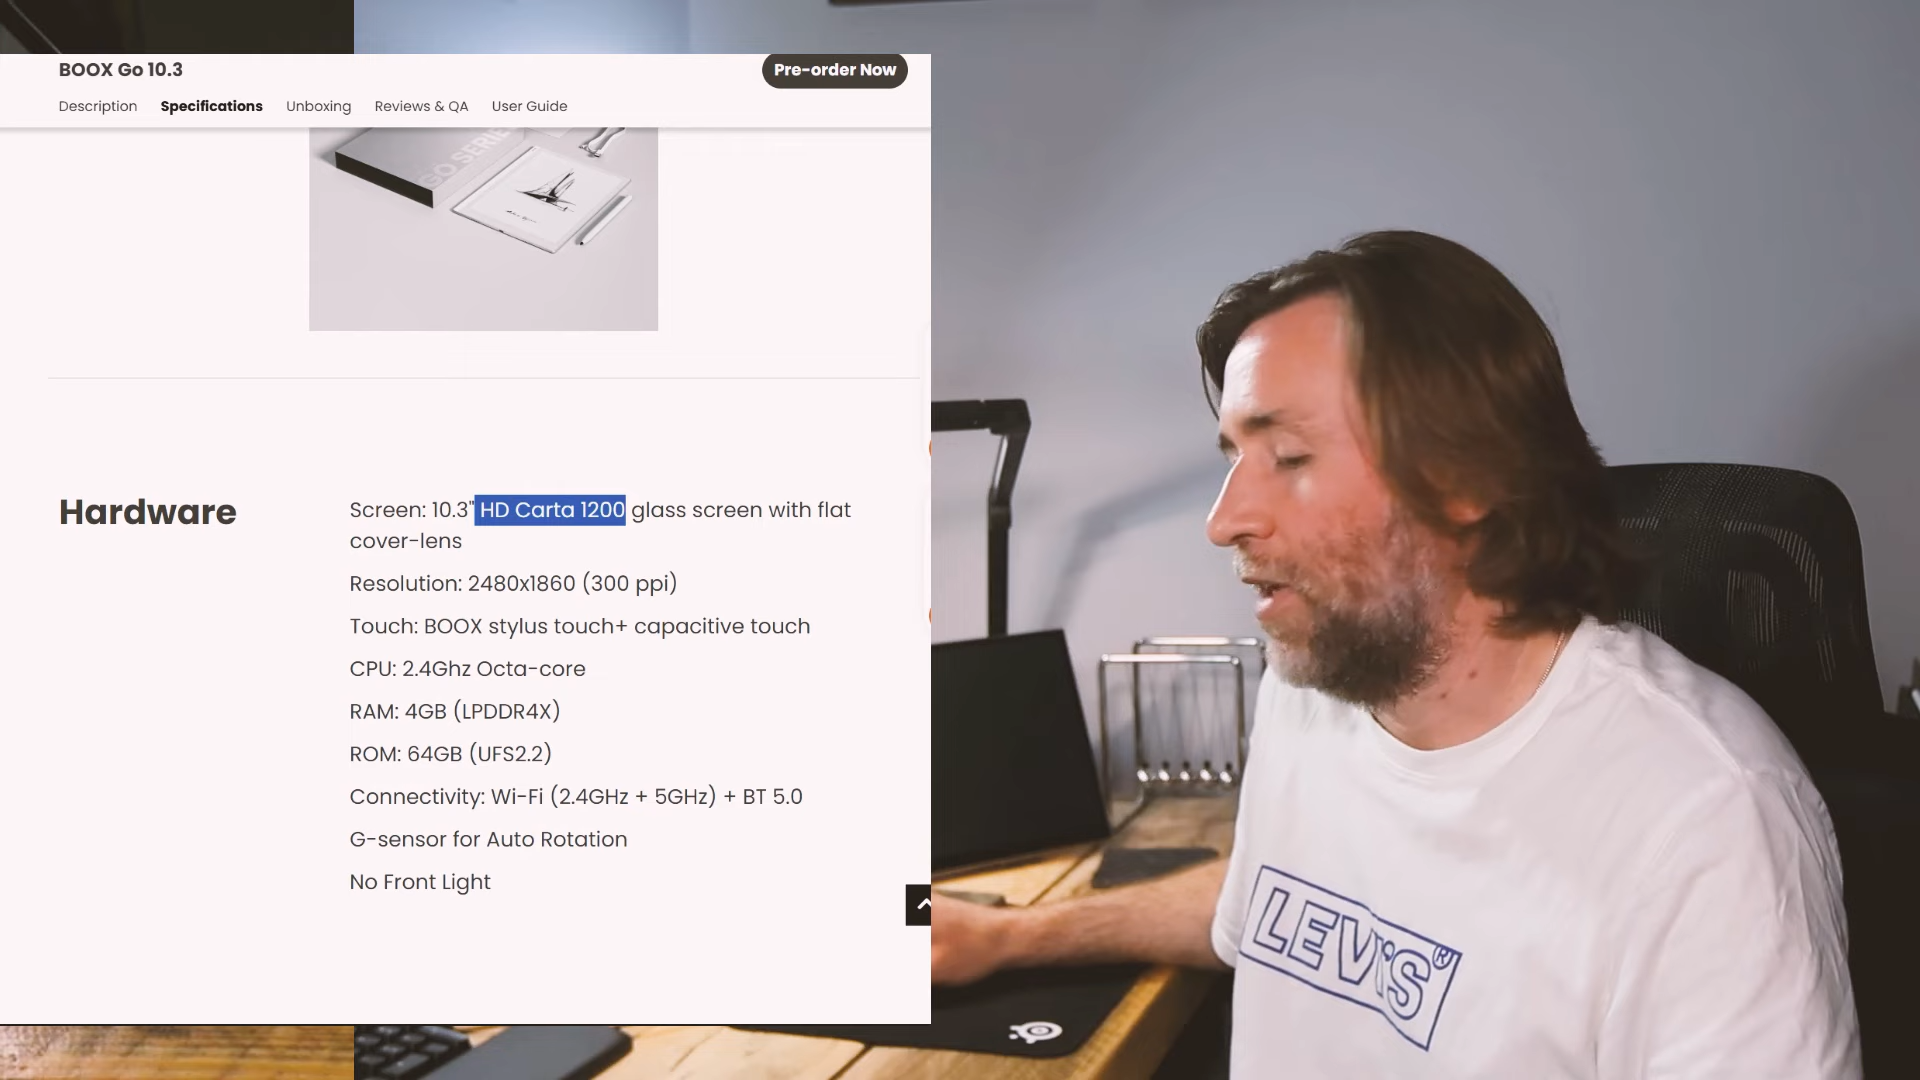 BOOX Go 10.3
Pre-order Now
Description Specifications Unboxing Reviews & QA User Guide
GO SERIES
Hardware
Screen: 10.3" HD Carta 1200 glass screen with flat
cover-lens
Resolution: 2480x1860 (300 ppi)
Touch: BOOX stylus touch+ capacitive touch
CPU: 2.4Ghz Octa-core
RAM: 4GB (LPDDR4X)
ROM: 64GB (UFS2.2)
Connectivity: Wi-Fi (2.4GHz + 5GHz) + BT 5.0
G-sensor for Auto Rotation
No Front Light
LEVI'S®